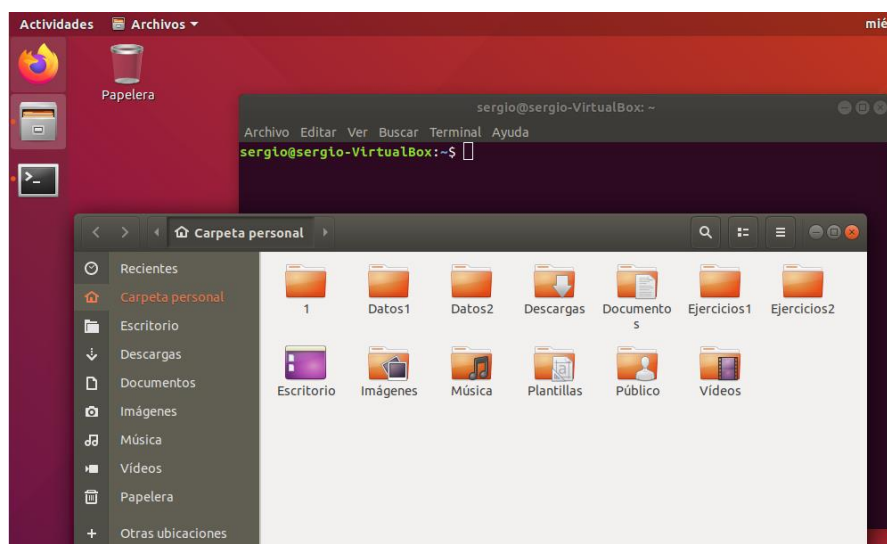 Actividades Archivos mié
Papelera
sergio@sergio-VirtualBox: ~
Archivo Editar Ver Buscar Terminal Ayuda
sergio@sergio-VirtualBox:~$
Carpeta personal
Recientes
Carpeta personal
Escritorio
Descargas
Documentos
Imágenes
Música
Vídeos
Papelera
+ Otras ubicaciones
1 Datos1 Datos2 Descargas Documento Ejercicios1 Ejercicios2
s
Escritorio Imágenes Música Plantillas Público Vídeos